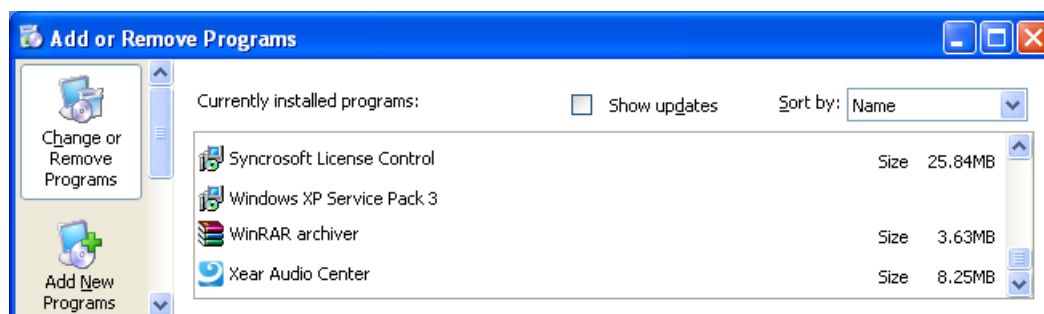 Add or Remove Programs
Change or
Remove
Programs
Add New
Programs
Currently installed programs:
Show updates
Sort by: Name
Syncrosoft License Control Size 25.84MB
Windows XP Service Pack 3
WinRAR archiver Size 3.63MB
Xear Audio Center Size 8.25MB